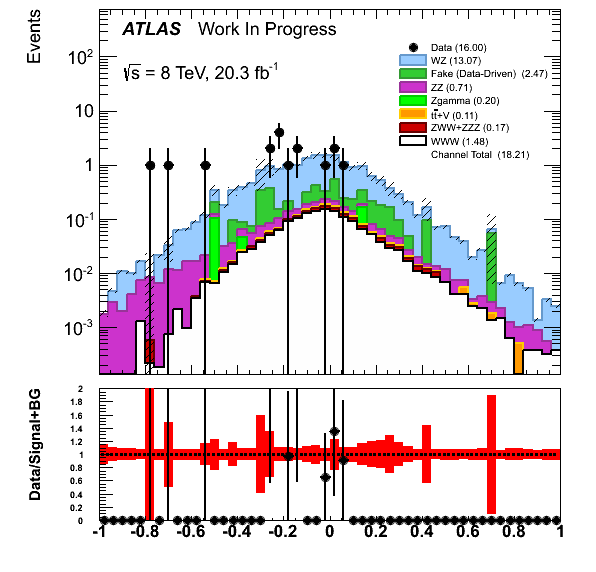 Events
ATLAS Work In Progress
√s = 8 TeV, 20.3 fb⁻¹
Data (16.00)
WZ (13.07)
Fake (Data-Driven) (2.47)
ZZ (0.71)
Zgamma (0.20)
tt̄+V (0.11)
ZWW+ZZZ (0.17)
WWW (1.48)
Channel Total (18.21)
10²
10
1
10⁻¹
10⁻²
10⁻³
Data/Signal+BG
2
1.8
1.6
1.4
1.2
1
0.8
0.6
0.4
0.2
0
-1 -0.8 -0.6 -0.4 -0.2 0 0.2 0.4 0.6 0.8 1